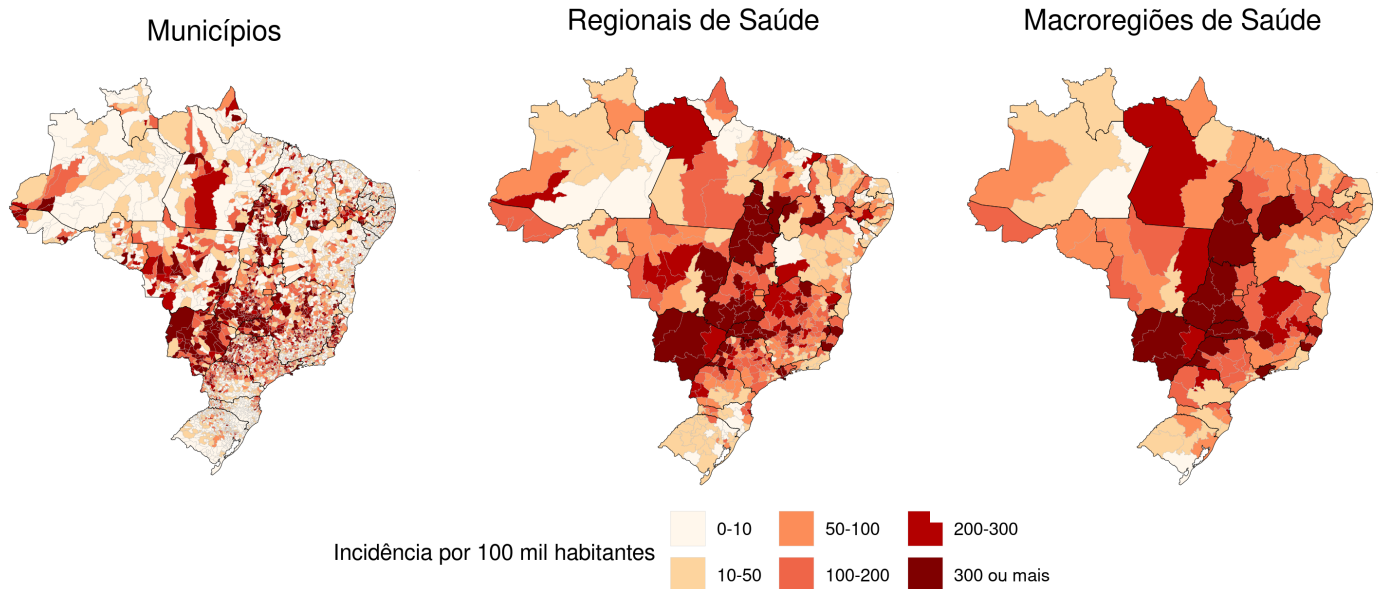 Municípios
Regionais de Saúde
Macroregiões de Saúde
Incidência por 100 mil habitantes
0-10
50-100
200-300
10-50
100-200
300 ou mais